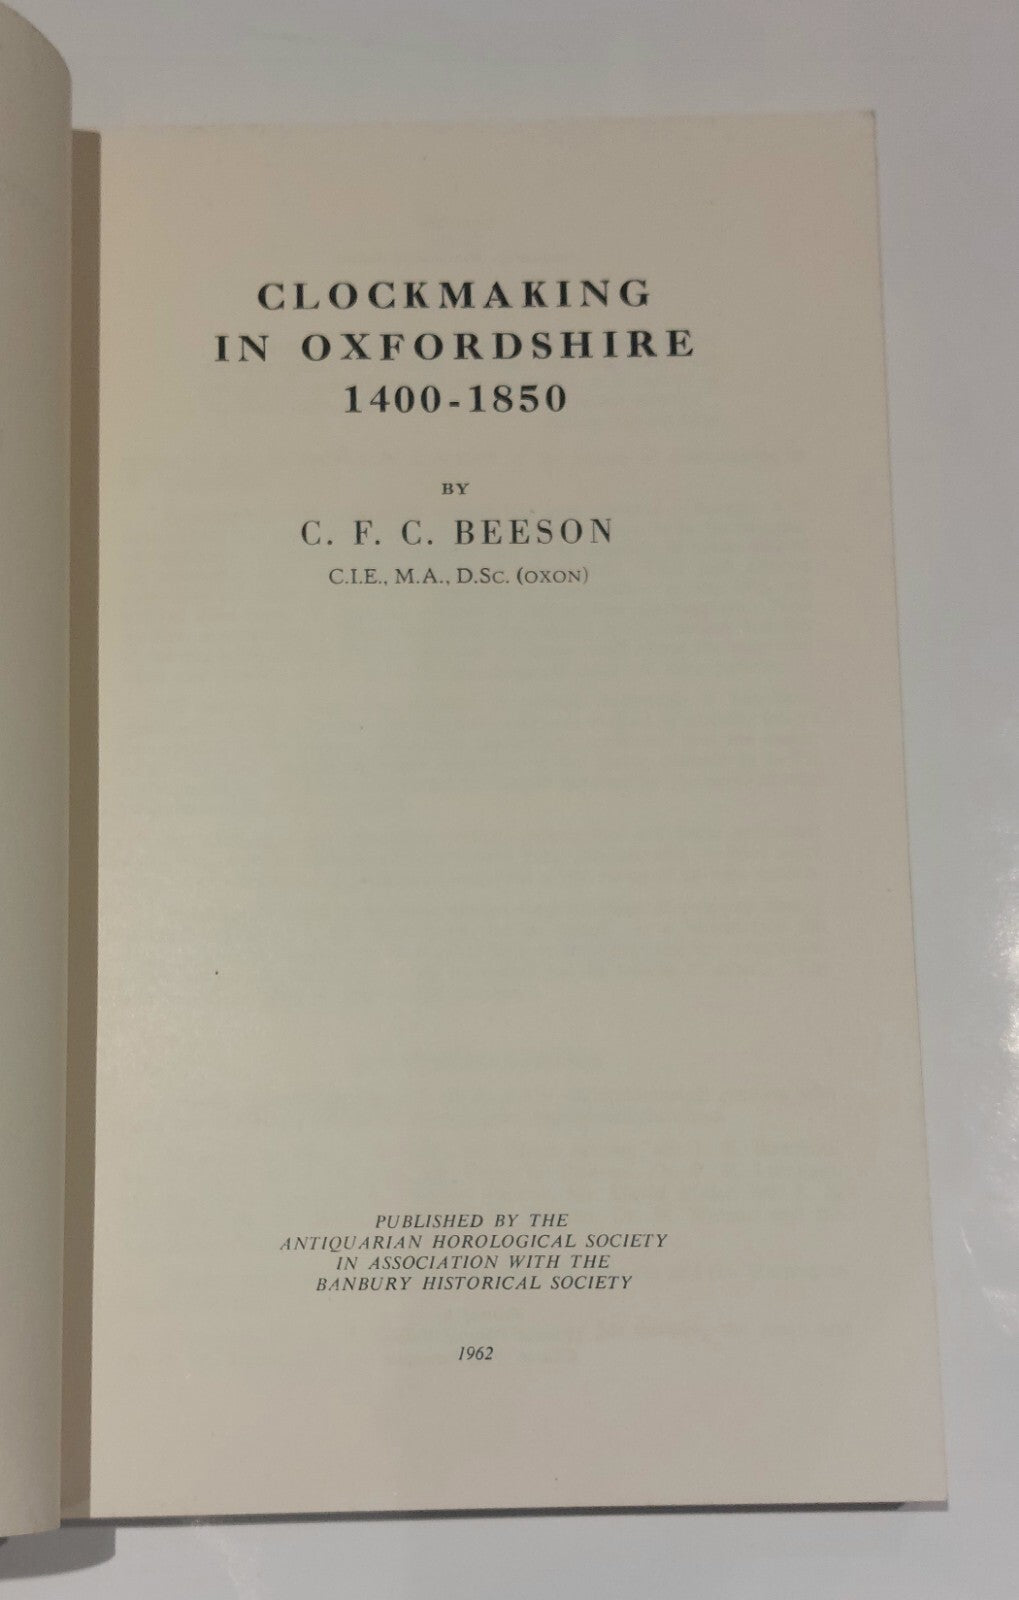 CLOCKMAKING
IN OXFORDSHIRE
1400-1850
BY
C. F. C. BEESON
C.I.E., M.A., D.Sc. (OXON)
PUBLISHED BY THE
ANTIQUARIAN HOROLOGICAL SOCIETY
IN ASSOCIATION WITH THE
BANBURY HISTORICAL SOCIETY
1962